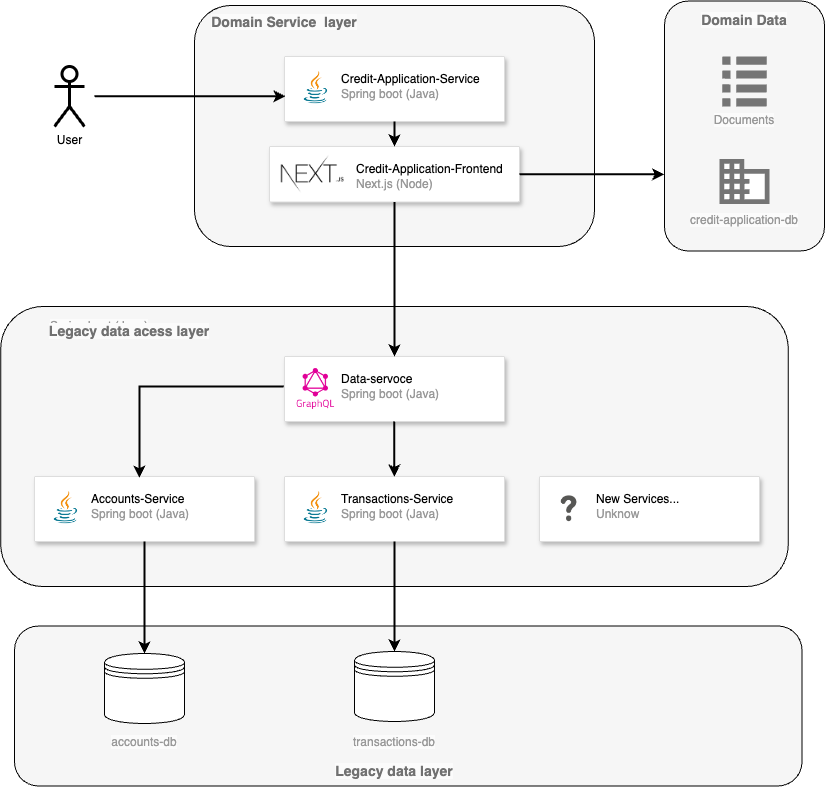 Domain Service layer
Domain Data
Credit-Application-Service
Spring boot (Java)
User
Documents
NEXT.JS
Credit-Application-Frontend
Next.js (Node)
credit-application-db
Legacy data acess layer
Data-servoce
Spring boot (Java)
GraphQL
Accounts-Service
Spring boot (Java)
Transactions-Service
Spring boot (Java)
?
New Services...
Unknow
accounts-db
transactions-db
Legacy data layer